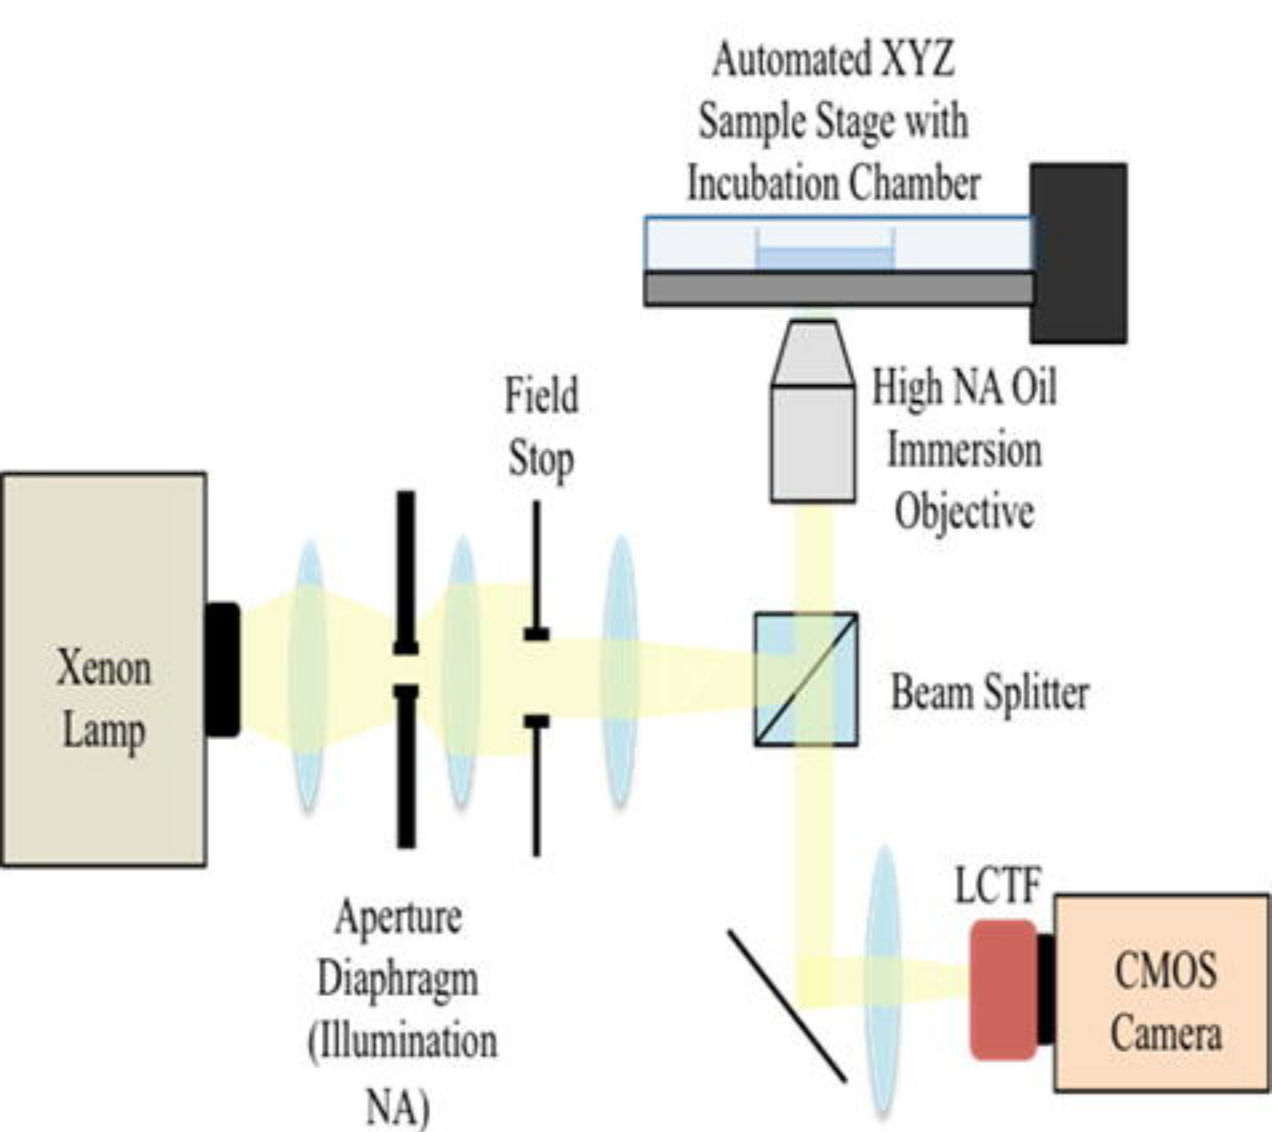 Automated XYZ
Sample Stage with
Incubation Chamber
High NA Oil
Immersion
Objective
Field
Stop
Xenon
Lamp
Beam Splitter
Aperture
Diaphragm
(Illumination
NA)
LCTF
CMOS
Camera